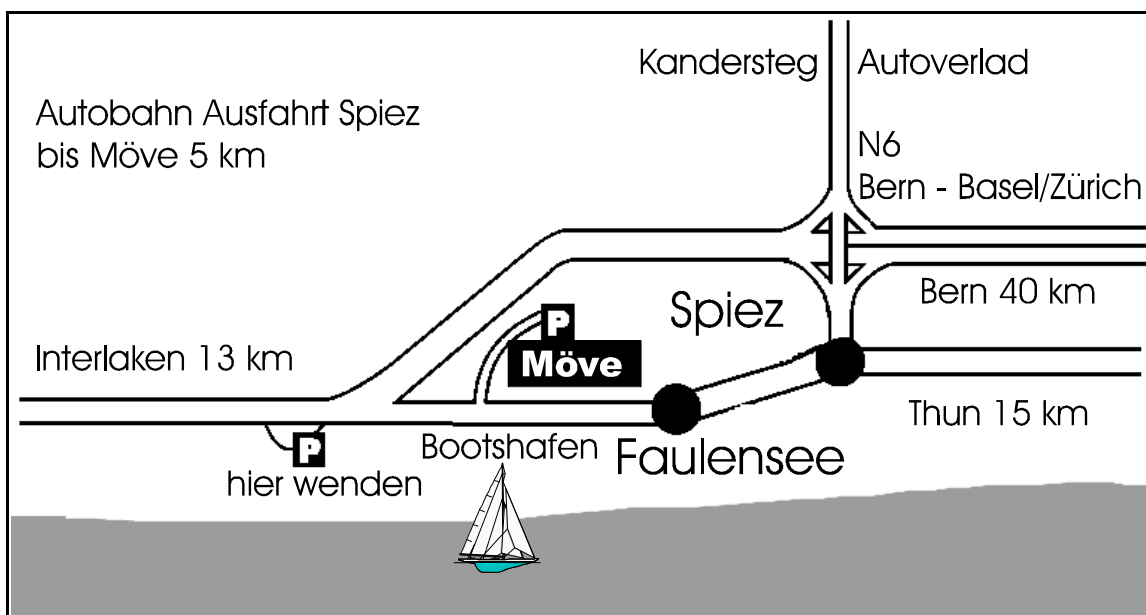 Kandersteg Autoverlad
Autobahn Ausfahrt Spiez
bis Möve 5 km
N6
Bern - Basel/Zürich
Bern 40 km
Spiez
P
Möve
Interlaken 13 km
Thun 15 km
P
Bootshafen
Faulensee
hier wenden